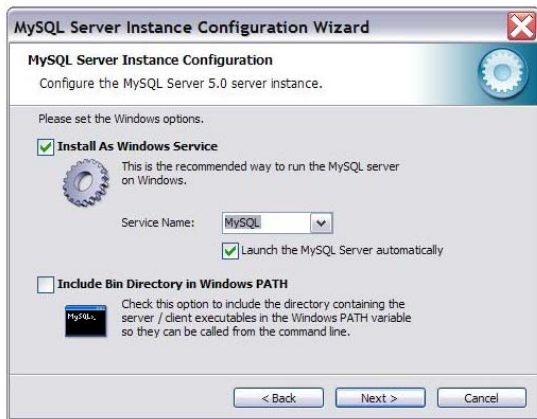 MySQL Server Instance Configuration Wizard
MySQL Server Instance Configuration
Configure the MySQL Server 5.0 server instance.
Please set the Windows options.
Install As Windows Service
This is the recommended way to run the MySQL server
on Windows.
Service Name:
MySQL
Launch the MySQL Server automatically
Include Bin Directory in Windows PATH
MySQL>_
Check this option to include the directory containing the
server / client executables in the Windows PATH variable
so they can be called from the command line.
< Back
Next >
Cancel